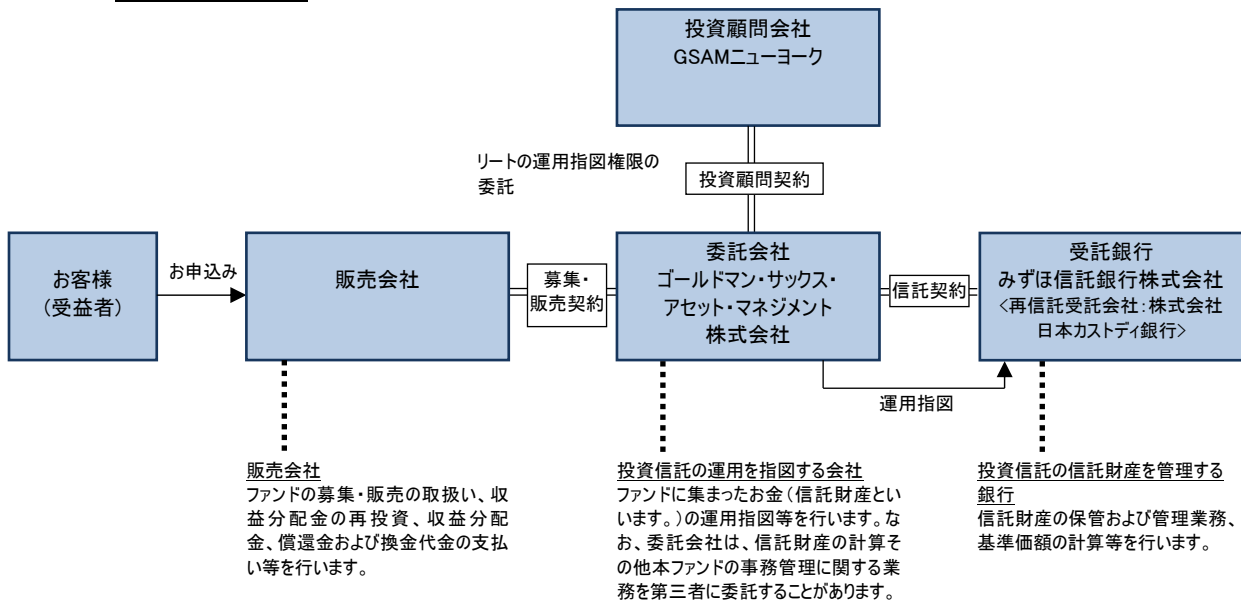 投資顧問会社
GSAMニューヨーク
リートの運用指図権限の
委託
投資顧問契約
お客様
(受益者)
お申込み
販売会社
募集・
販売契約
委託会社
ゴールドマン・サックス・
アセット・マネジメント
株式会社
信託契約
受託銀行
みずほ信託銀行株式会社
<再信託受託会社:株式会社
日本カストディ銀行>
運用指図
販売会社
ファンドの募集・販売の取扱い、収
益分配金の再投資、収益分配
金、償還金および換金代金の支払
い等を行います。
投資信託の運用を指図する会社
ファンドに集まったお金(信託財産とい
います。)の運用指図等を行います。な
お、委託会社は、信託財産の計算そ
の他本ファンドの事務管理に関する業
務を第三者に委託することがあります。
投資信託の信託財産を管理する
銀行
信託財産の保管および管理業務、
基準価額の計算等を行います。